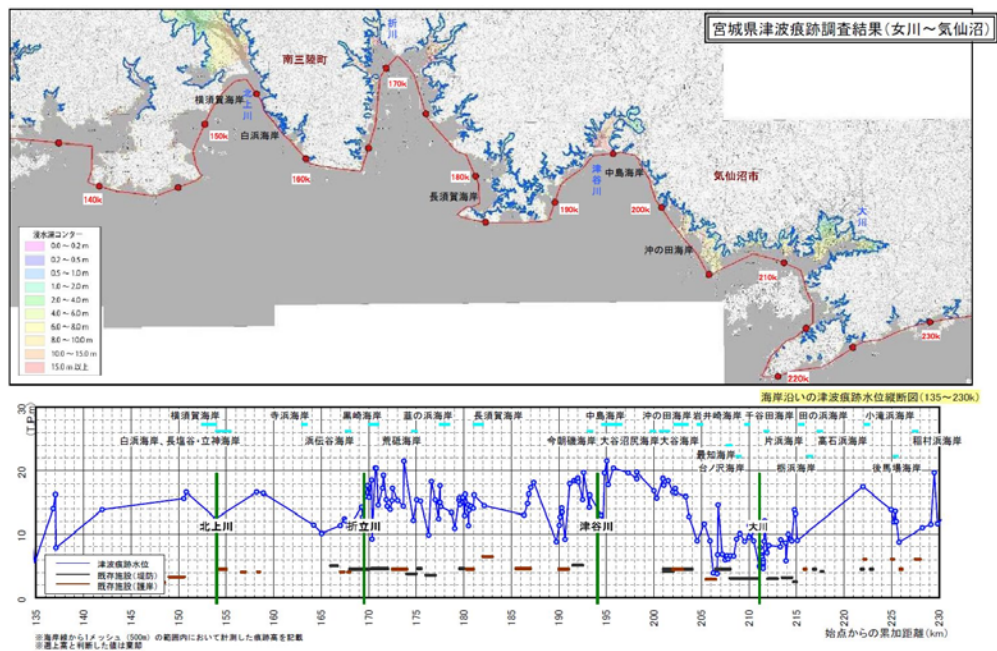 宮城県津波痕跡調査結果（女川～気仙沼）
折川
南三陸町
170k
横須賀海岸
北上川
150k
白浜海岸
160k
140k
180k
長須賀海岸
190k
津谷川
中島海岸
200k
気仙沼市
大川
沖の田海岸
210k
220k
230k
浸水深コンター
0.0～0.2 m
0.2～0.5 m
0.5～1.0 m
1.0～2.0 m
2.0～4.0 m
4.0～6.0 m
6.0～8.0 m
8.0～10.0 m
10.0～15.0 m
15.0 m 以上
海岸沿いの津波痕跡水位縦断図（135～230k）
(T.P.m)
30
20
10
0
横須賀海岸
寺浜海岸
黒崎海岸
韮の浜海岸
長須賀海岸
中島海岸
沖の田海岸
岩井崎海岸
千谷田海岸
田の浜海岸
小滝浜海岸
白浜海岸、長塩谷・立神海岸
浜伝谷海岸
荒砥海岸
今朝磯海岸
大谷沼尻海岸
大谷海岸
片浜海岸
高石浜海岸
稲村浜海岸
最知海岸
台ノ沢海岸
栃浜海岸
後馬場海岸
北上川
折立川
津谷川
大川
津波痕跡水位
既存施設（堤防）
既存施設（護岸）
135
140
145
150
155
160
165
170
175
180
185
190
195
200
205
210
215
220
225
230
始点からの累加距離（km）
※海岸線から1メッシュ（500m）の範囲内において計測した痕跡高を記載
※遡上高と判断した値は棄却